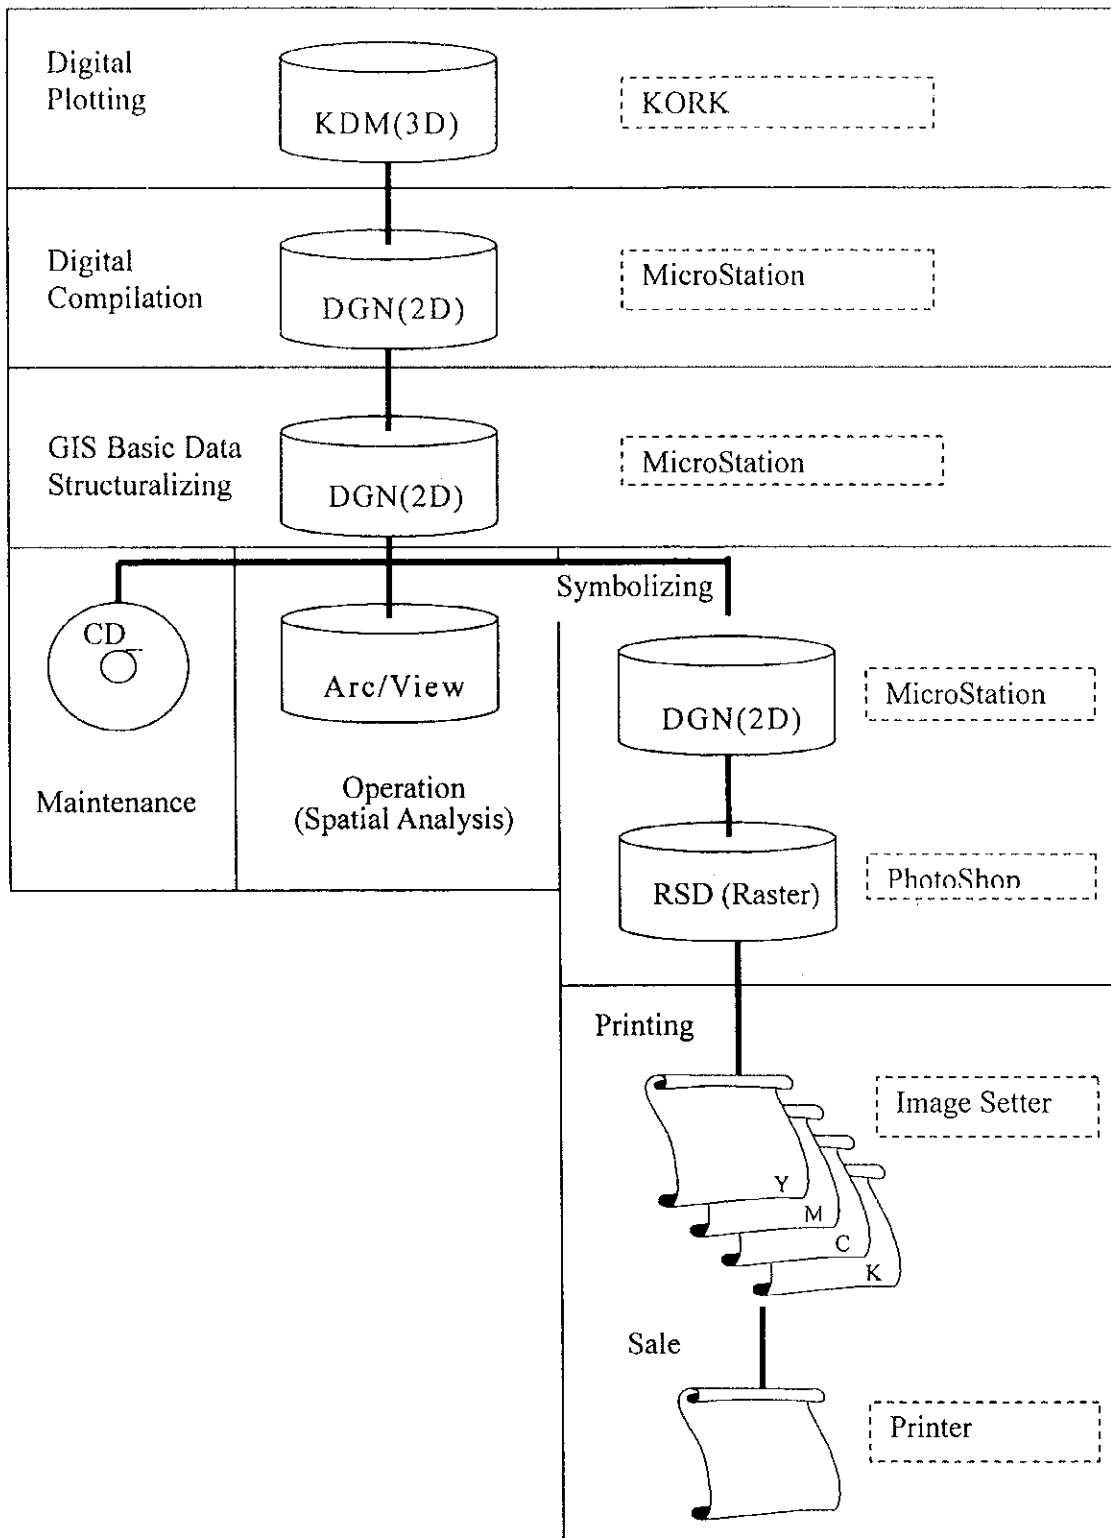 Digital
Plotting
KDM(3D)
KORK
Digital
Compilation
DGN(2D)
MicroStation
GIS Basic Data
Structuralizing
DGN(2D)
MicroStation
Symbolizing
CD
Arc/View
DGN(2D)
MicroStation
Maintenance
Operation
(Spatial Analysis)
RSD (Raster)
PhotoShop
Printing
Image Setter
Y
M
C
K
Sale
Printer